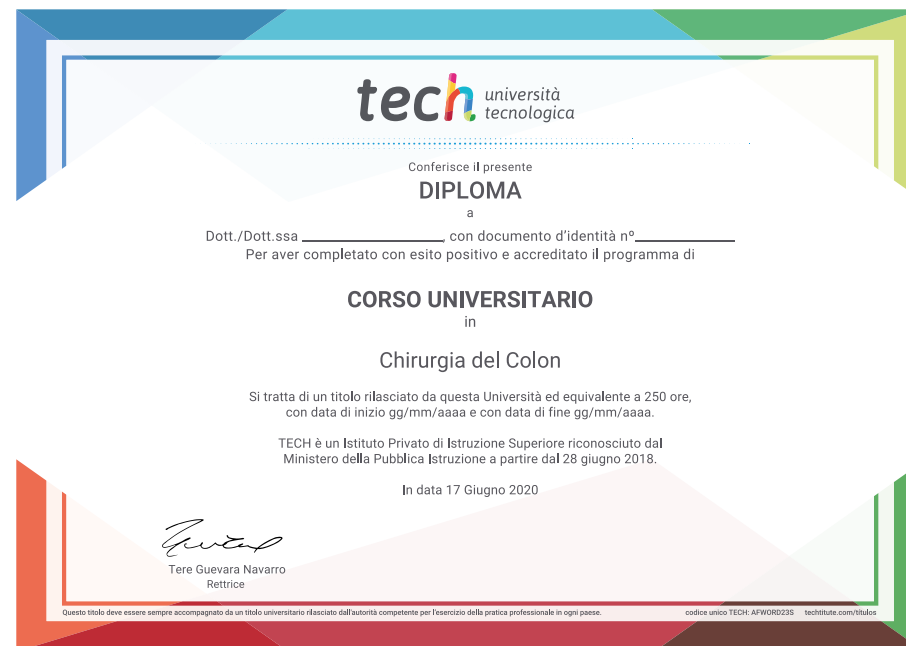 tech università
tecnologica
Conferisce il presente
DIPLOMA
a
Dott./Dott.ssa ____________________, con documento d'identità nº______________
Per aver completato con esito positivo e accreditato il programma di
CORSO UNIVERSITARIO
in
Chirurgia del Colon
Si tratta di un titolo rilasciato da questa Università ed equivalente a 250 ore,
con data di inizio gg/mm/aaaa e con data di fine gg/mm/aaaa.
TECH è un Istituto Privato di Istruzione Superiore riconosciuto dal
Ministero della Pubblica Istruzione a partire dal 28 giugno 2018.
In data 17 Giugno 2020
Tere Guevara Navarro
Rettrice
Questo titolo deve essere sempre accompagnato da un titolo universitario rilasciato dall'autorità competente per l'esercizio della pratica professionale in ogni paese. codice unico TECH: AFWORD23S techtitute.com/titulos